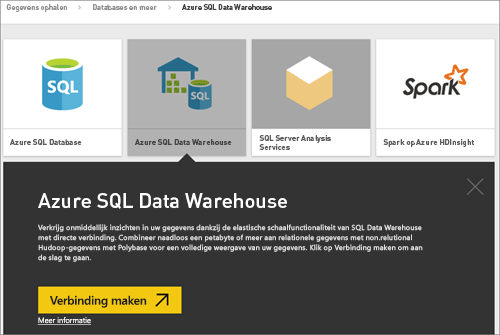 Gegevens ophalen > Databases en meer > Azure SQL Data Warehouse
SQL
SQL
Spark
Azure SQL Database
Azure SQL Data Warehouse
SQL Server Analysis
Services
Spark op Azure HDInsight
Azure SQL Data Warehouse
Verkrijg onmiddellijk inzichten in uw gegevens dankzij de elastische schaalfunctionaliteit van SQL Data Warehouse
met directe verbinding. Combineer naadloos een petabyte of meer aan relationele gegevens met non.relutional
Hudoop-gegevens met Polybase voor een volledige weergave van uw gegevens. Klik op Verbinding maken om aan
de slag te gaan.
Verbinding maken
Meer informatie